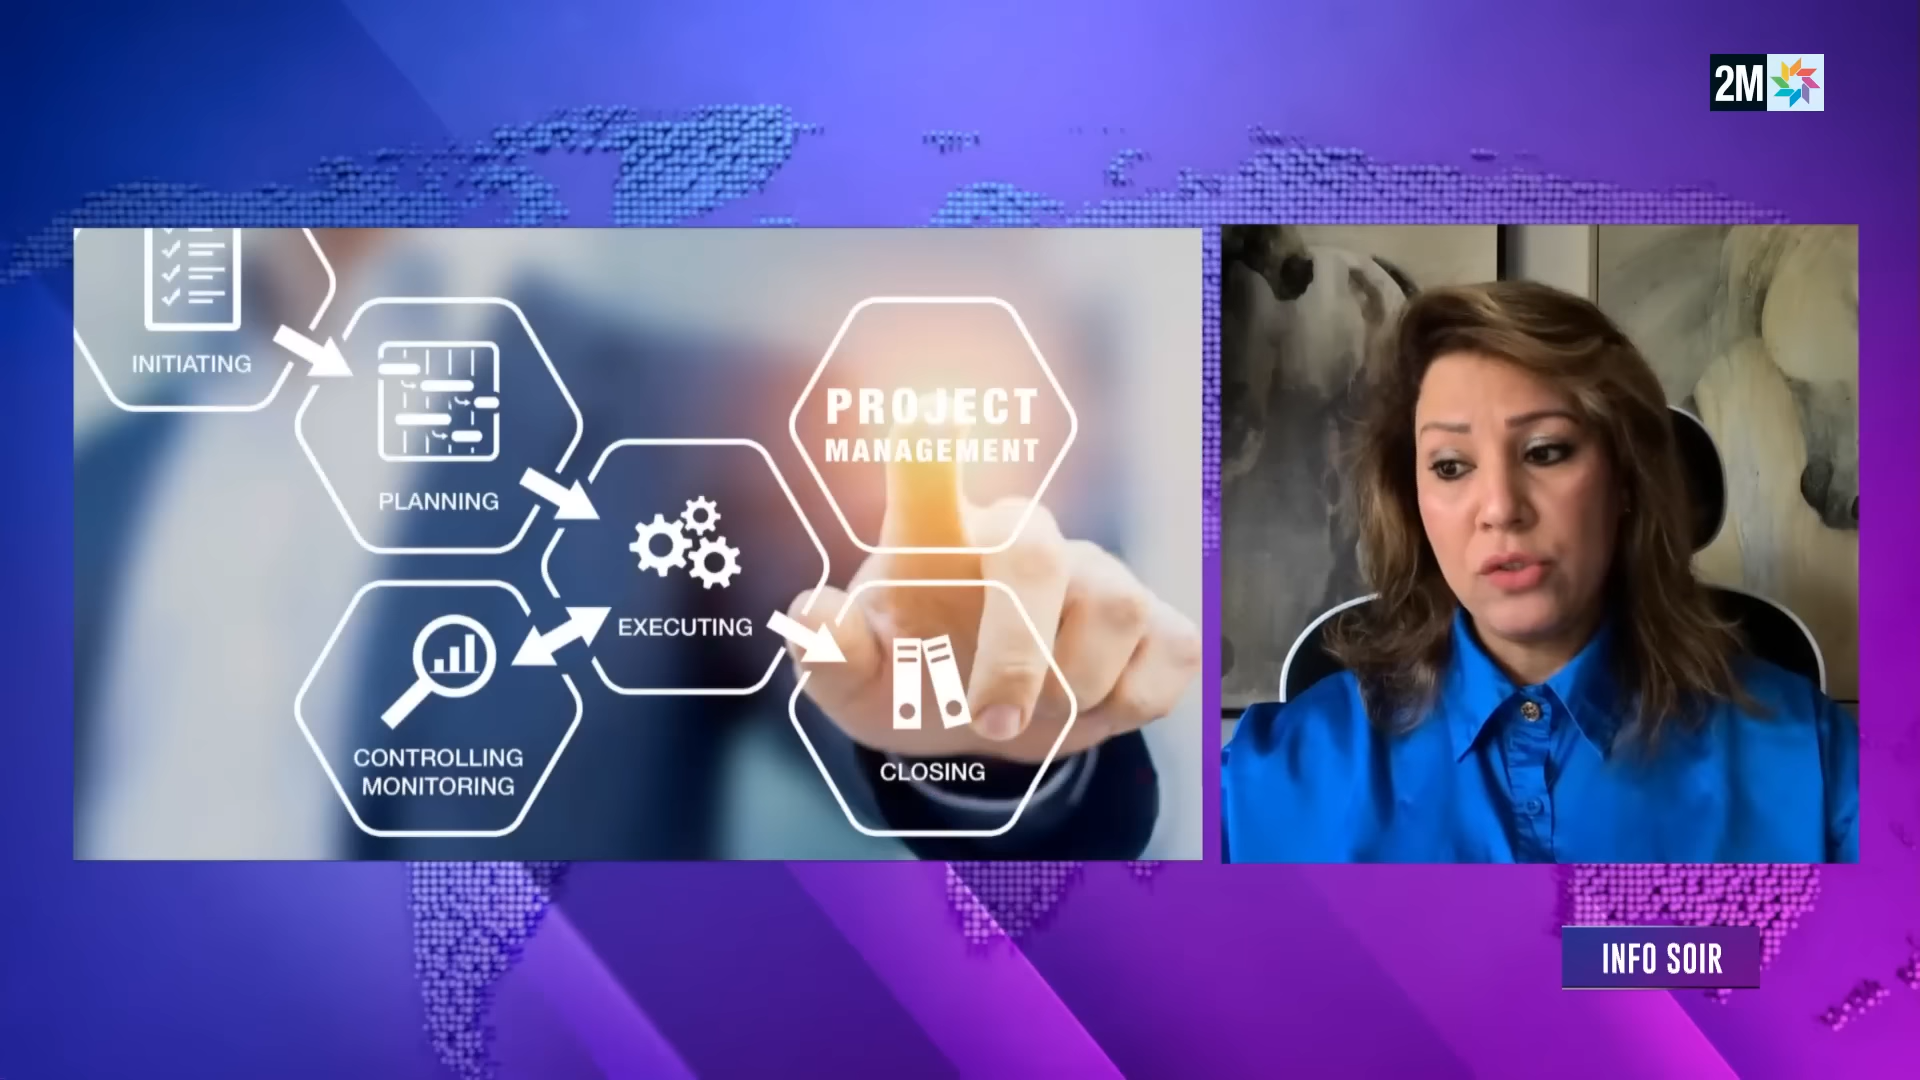 2M
INITIATING
PLANNING
PROJECT
MANAGEMENT
EXECUTING
CONTROLLING
MONITORING
CLOSING
INFO SOIR